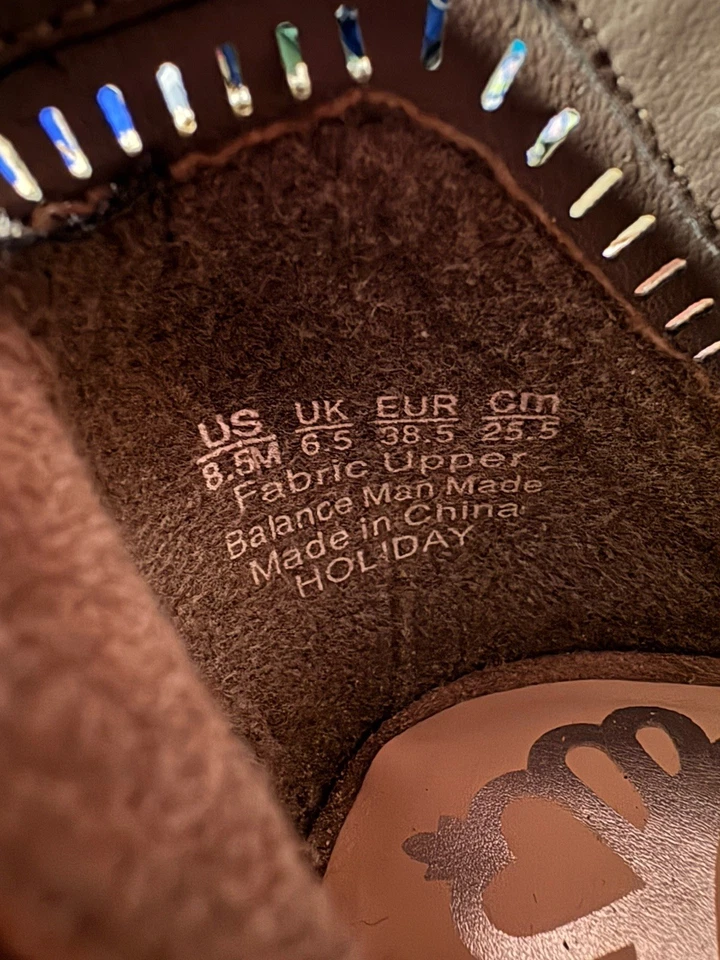 US UK EUR Cm
8.5M 6.5 38.5 25.5
Fabric Upper
Balance Man Made
Made in China
HOLIDAY